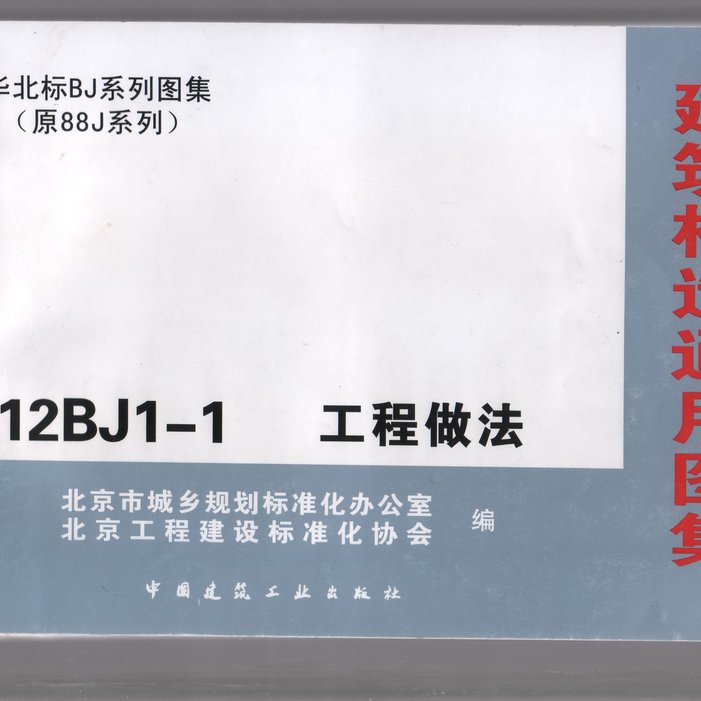 华北标BJ系列图集
（原88J系列）
建筑构造通用图集
12BJ1-1 工程做法
北京市城乡规划标准化办公室
北京工程建设标准化协会
编
中国建筑工业出版社